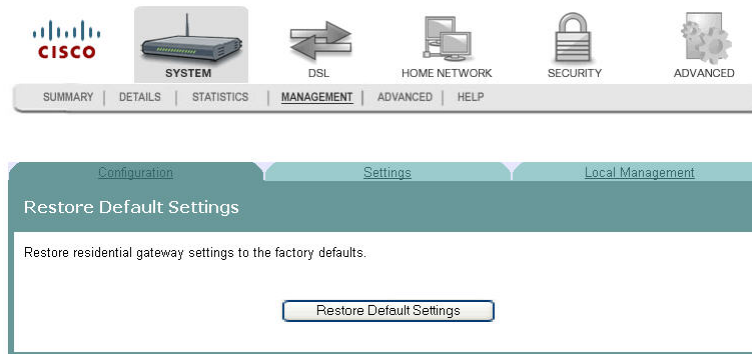 CISCO
SYSTEM DSL HOME NETWORK SECURITY ADVANCED
SUMMARY | DETAILS | STATISTICS | MANAGEMENT | ADVANCED | HELP
Configuration Settings Local Management
Restore Default Settings
Restore residential gateway settings to the factory defaults.
Restore Default Settings